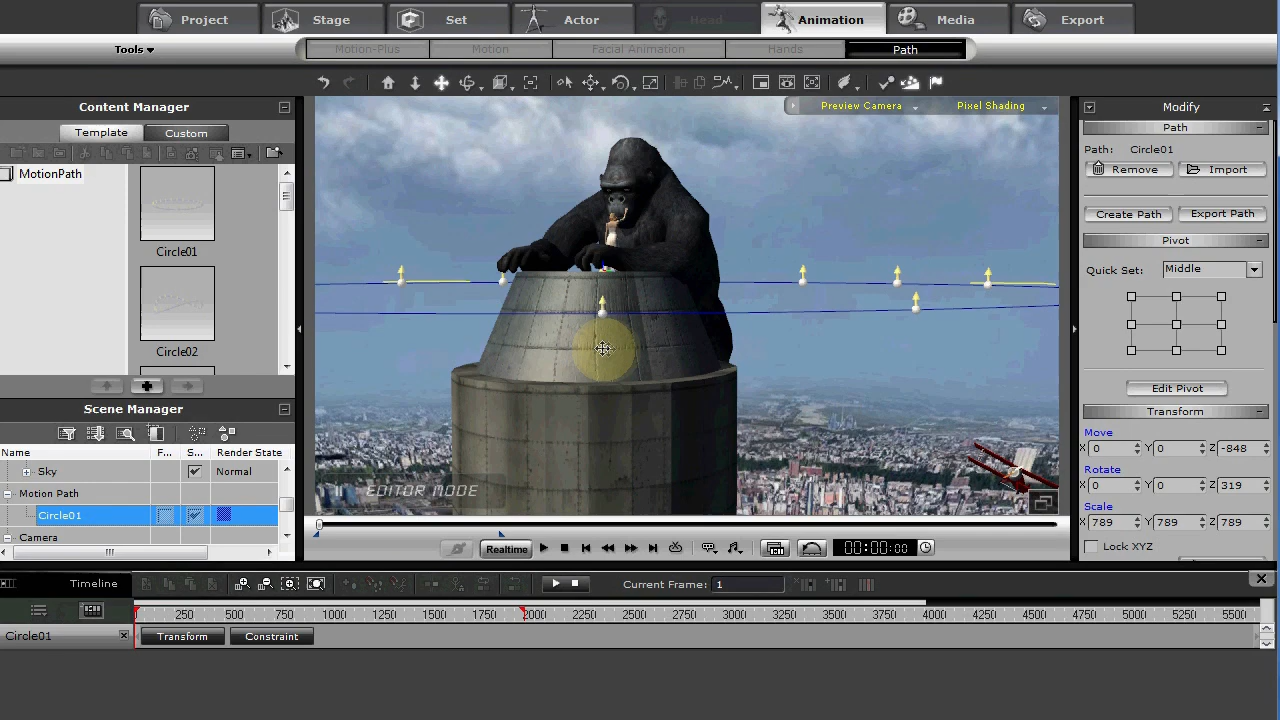 Project Stage Set Actor Head Animation Media Export
Tools Motion-Plus Motion Facial Animation Hands Path
Content Manager
Template Custom
MotionPath
Circle01
Circle02
Scene Manager
Name F... S... Render State
Sky Normal
Motion Path
Circle01
Camera
Preview Camera Pixel Shading
EDITOR MODE
Realtime 00:00:00
Modify
Path
Path: Circle01
Remove Import
Create Path Export Path
Pivot
Quick Set: Middle
Edit Pivot
Transform
Move
X 0 Y 0 Z -848
Rotate
X 0 Y 0 Z 319
Scale
X 789 Y 789 Z 789
Lock XYZ
Timeline Current Frame: 1
250 500 750 1000 1250 1500 1750 2000 2250 2500 2750 3000 3250 3500 3750 4000 4250 4500 4750 5000 5250 5500
Circle01 Transform Constraint